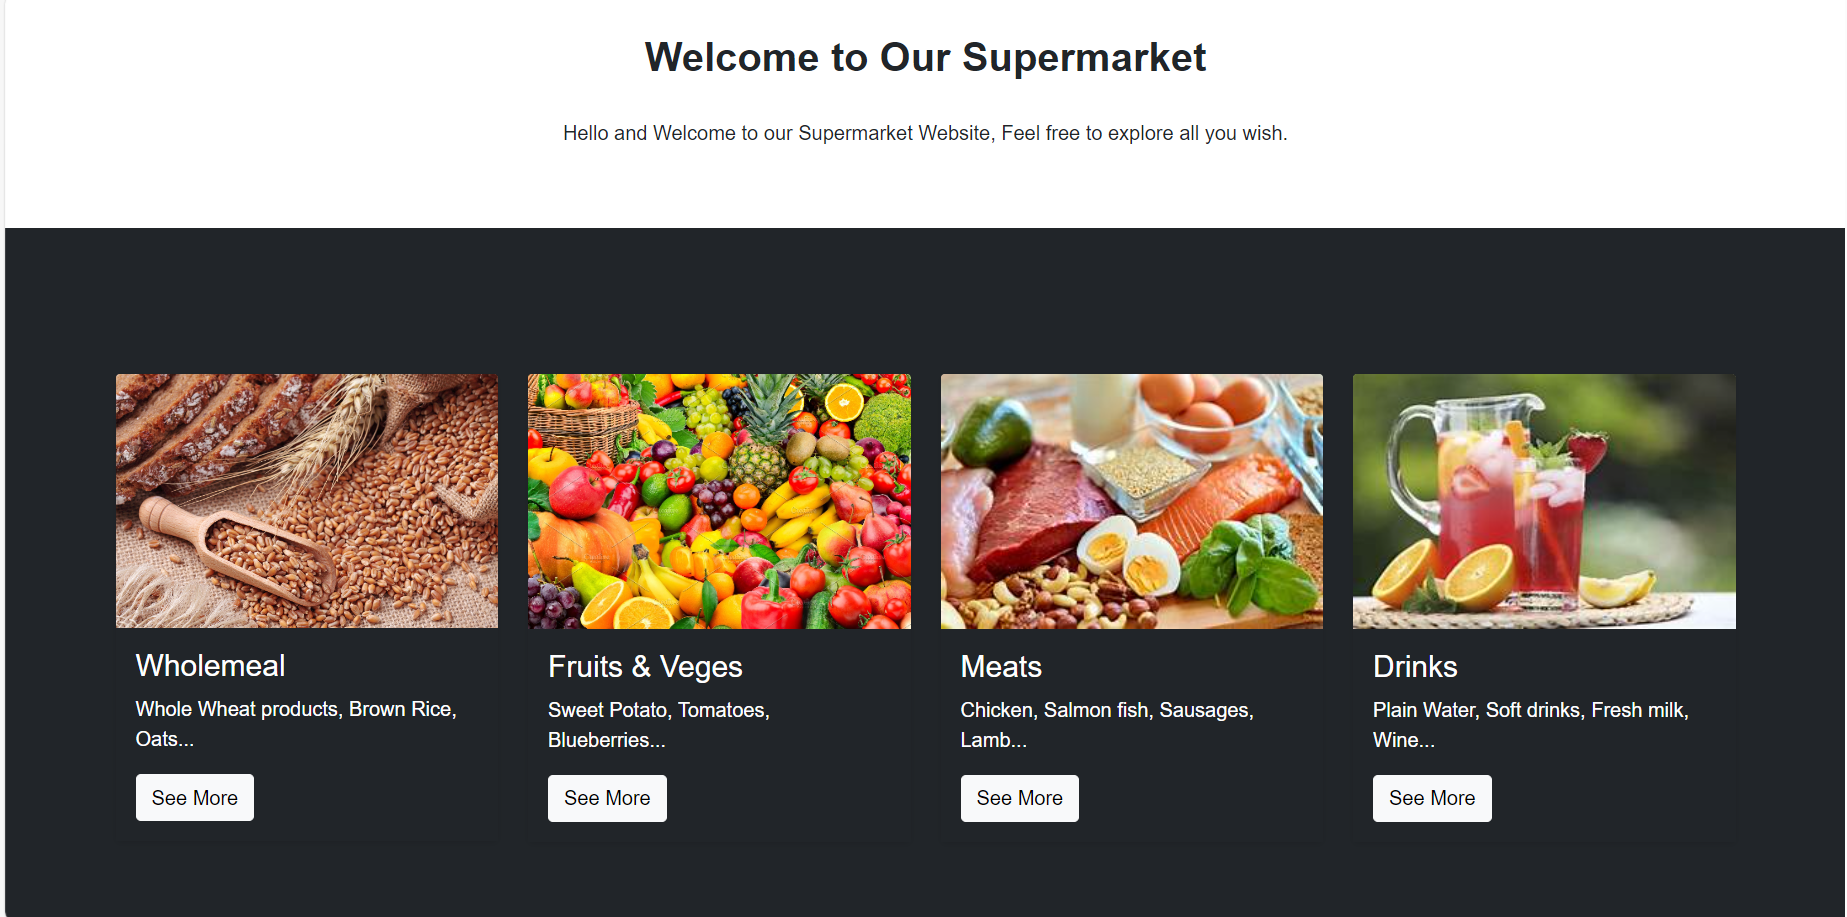 Welcome to Our Supermarket
Hello and Welcome to our Supermarket Website, Feel free to explore all you wish.
Wholemeal
Whole Wheat products, Brown Rice,
Oats...
See More
Fruits & Veges
Sweet Potato, Tomatoes,
Blueberries...
See More
Meats
Chicken, Salmon fish, Sausages,
Lamb...
See More
Drinks
Plain Water, Soft drinks, Fresh milk,
Wine...
See More